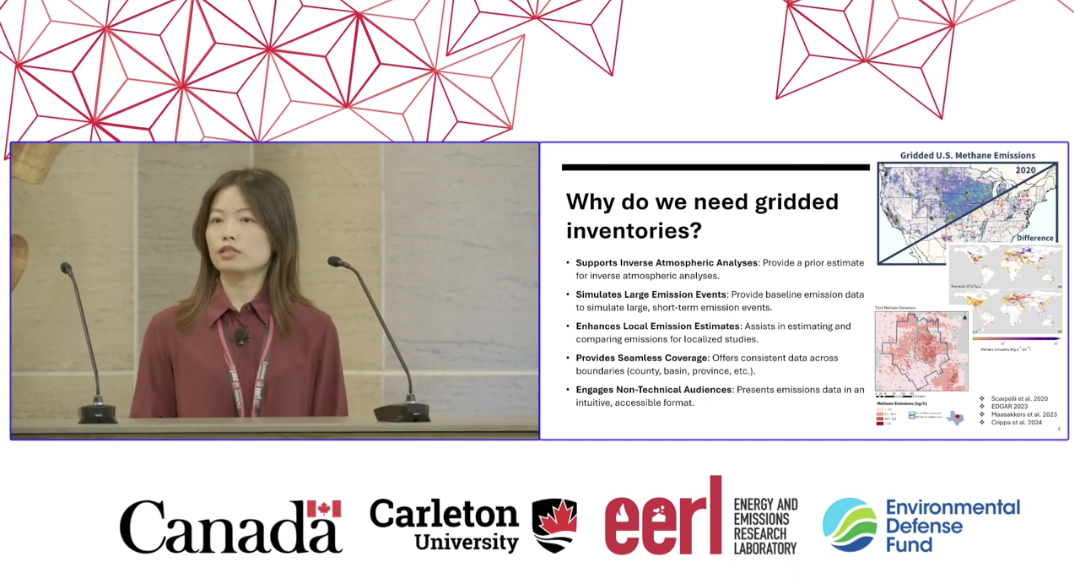 Why do we need gridded
inventories?
• Supports Inverse Atmospheric Analyses: Provide a prior estimate
for inverse atmospheric analyses.
• Simulates Large Emission Events: Provide baseline emission data
to simulate large, short-term emission events.
• Enhances Local Emission Estimates: Assists in estimating and
comparing emissions for localized studies.
• Provides Seamless Coverage: Offers consistent data across
boundaries (county, basin, province, etc.).
• Engages Non-Technical Audiences: Presents emissions data in an
intuitive, accessible format.
Gridded U.S. Methane Emissions
2020
Difference
Total Methane Emissions
Methane Emissions (kg/h)
❖ Scarpelli et al. 2020
❖ EDGAR 2023
❖ Maasakkers et al. 2023
❖ Crippa et al. 2024
Canada
Carleton
University
eerl
ENERGY AND
EMISSIONS
RESEARCH
LABORATORY
Environmental
Defense
Fund